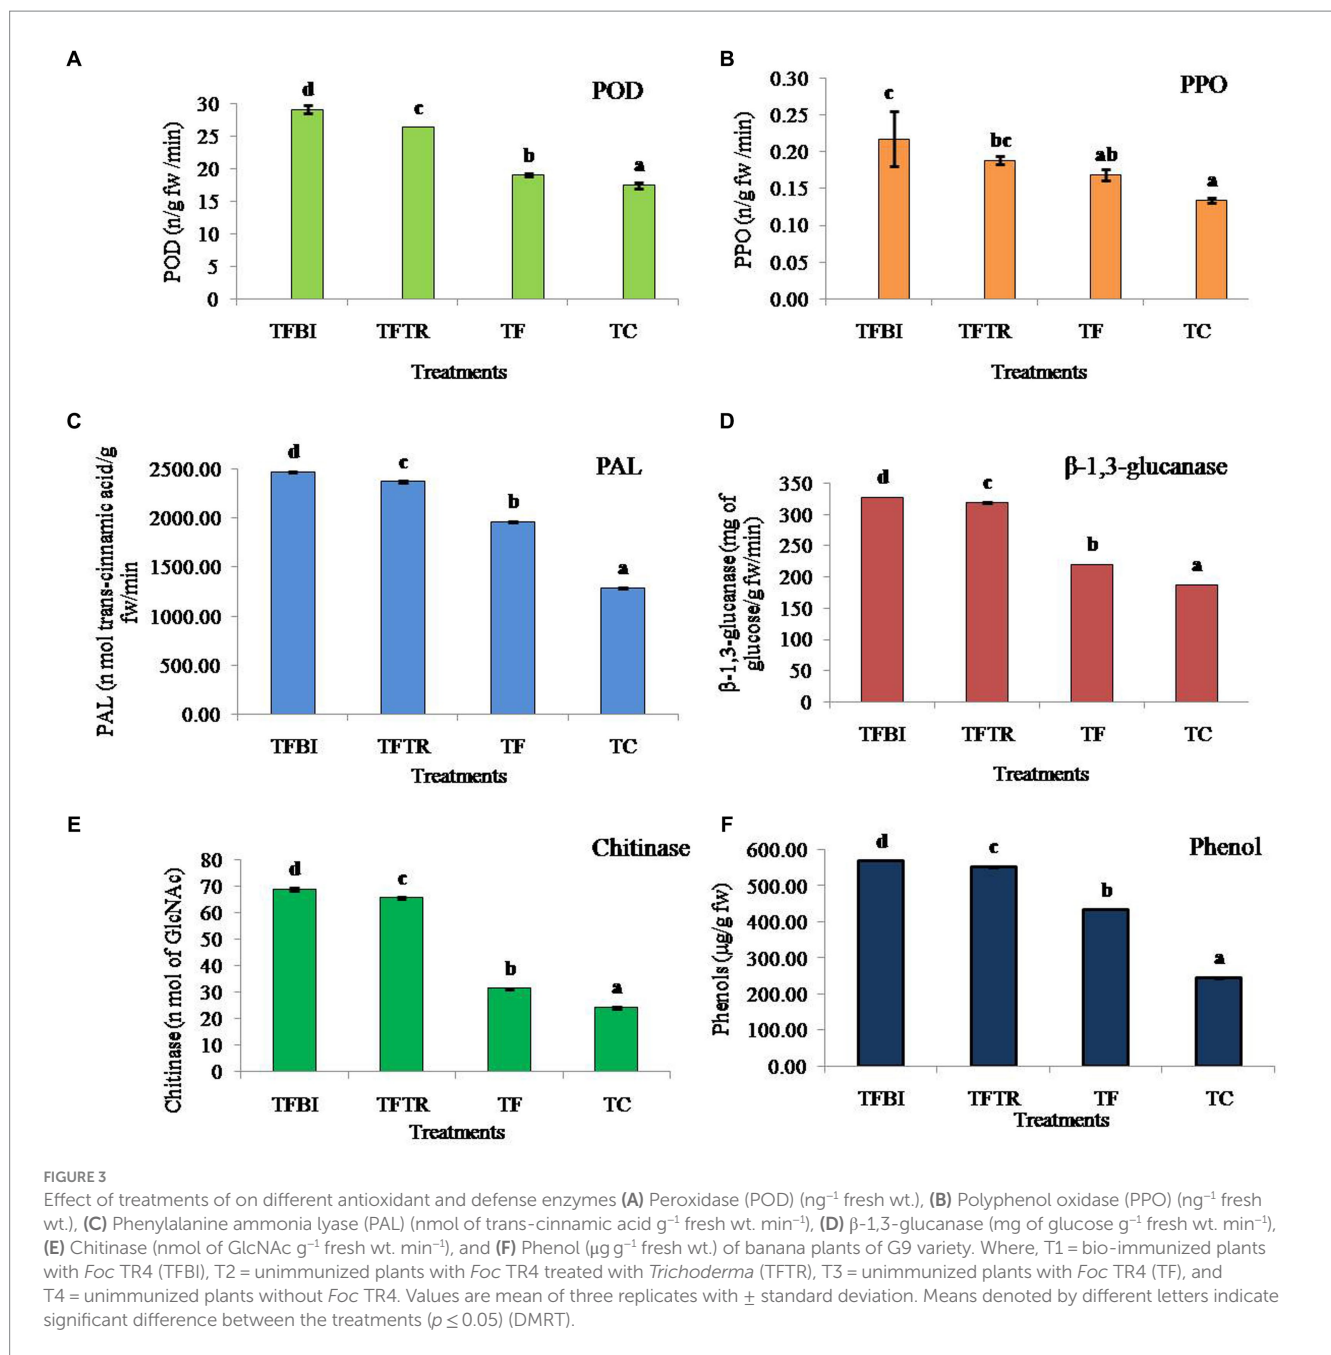 A
POD
d
c
b
a
30
25
20
15
10
5
0
POD (n/g fw /min)
TFBI TFTR TF TC
Treatments
B
PPO
c
bc
ab
a
0.30
0.25
0.20
0.15
0.10
0.05
0.00
PPO (n/g fw /min)
TFBI TFTR TF TC
Treatments
C
PAL
d
c
b
a
2500.00
2000.00
1500.00
1000.00
500.00
0.00
PAL (n mol trans-cinnamic acid/g
fw/min
TFBI TFTR TF TC
Treatments
D
β-1,3-glucanase
d
c
b
a
350
300
250
200
150
100
50
0
β-1,3-glucanase (mg of
glucose/g fw/min)
TFBI TFTR TF TC
Treatments
E
Chitinase
d
c
b
a
80
70
60
50
40
30
20
10
0
Chitinase (n mol of GlcNAc)
TFBI TFTR TF TC
Treatments
F
Phenol
d
c
b
a
600.00
500.00
400.00
300.00
200.00
100.00
0.00
Phenols (µg/g fw)
TFBI TFTR TF TC
Treatments
FIGURE 3
Effect of treatments of on different antioxidant and defense enzymes (A) Peroxidase (POD) (ng⁻¹ fresh wt.), (B) Polyphenol oxidase (PPO) (ng⁻¹ fresh
wt.), (C) Phenylalanine ammonia lyase (PAL) (nmol of trans-cinnamic acid g⁻¹ fresh wt. min⁻¹), (D) β-1,3-glucanase (mg of glucose g⁻¹ fresh wt. min⁻¹),
(E) Chitinase (nmol of GlcNAc g⁻¹ fresh wt. min⁻¹), and (F) Phenol (µg g⁻¹ fresh wt.) of banana plants of G9 variety. Where, T1 = bio-immunized plants
with Foc TR4 (TFBI), T2 = unimmunized plants with Foc TR4 treated with Trichoderma (TFTR), T3 = unimmunized plants with Foc TR4 (TF), and
T4 = unimmunized plants without Foc TR4. Values are mean of three replicates with ± standard deviation. Means denoted by different letters indicate
significant difference between the treatments (p ≤ 0.05) (DMRT).